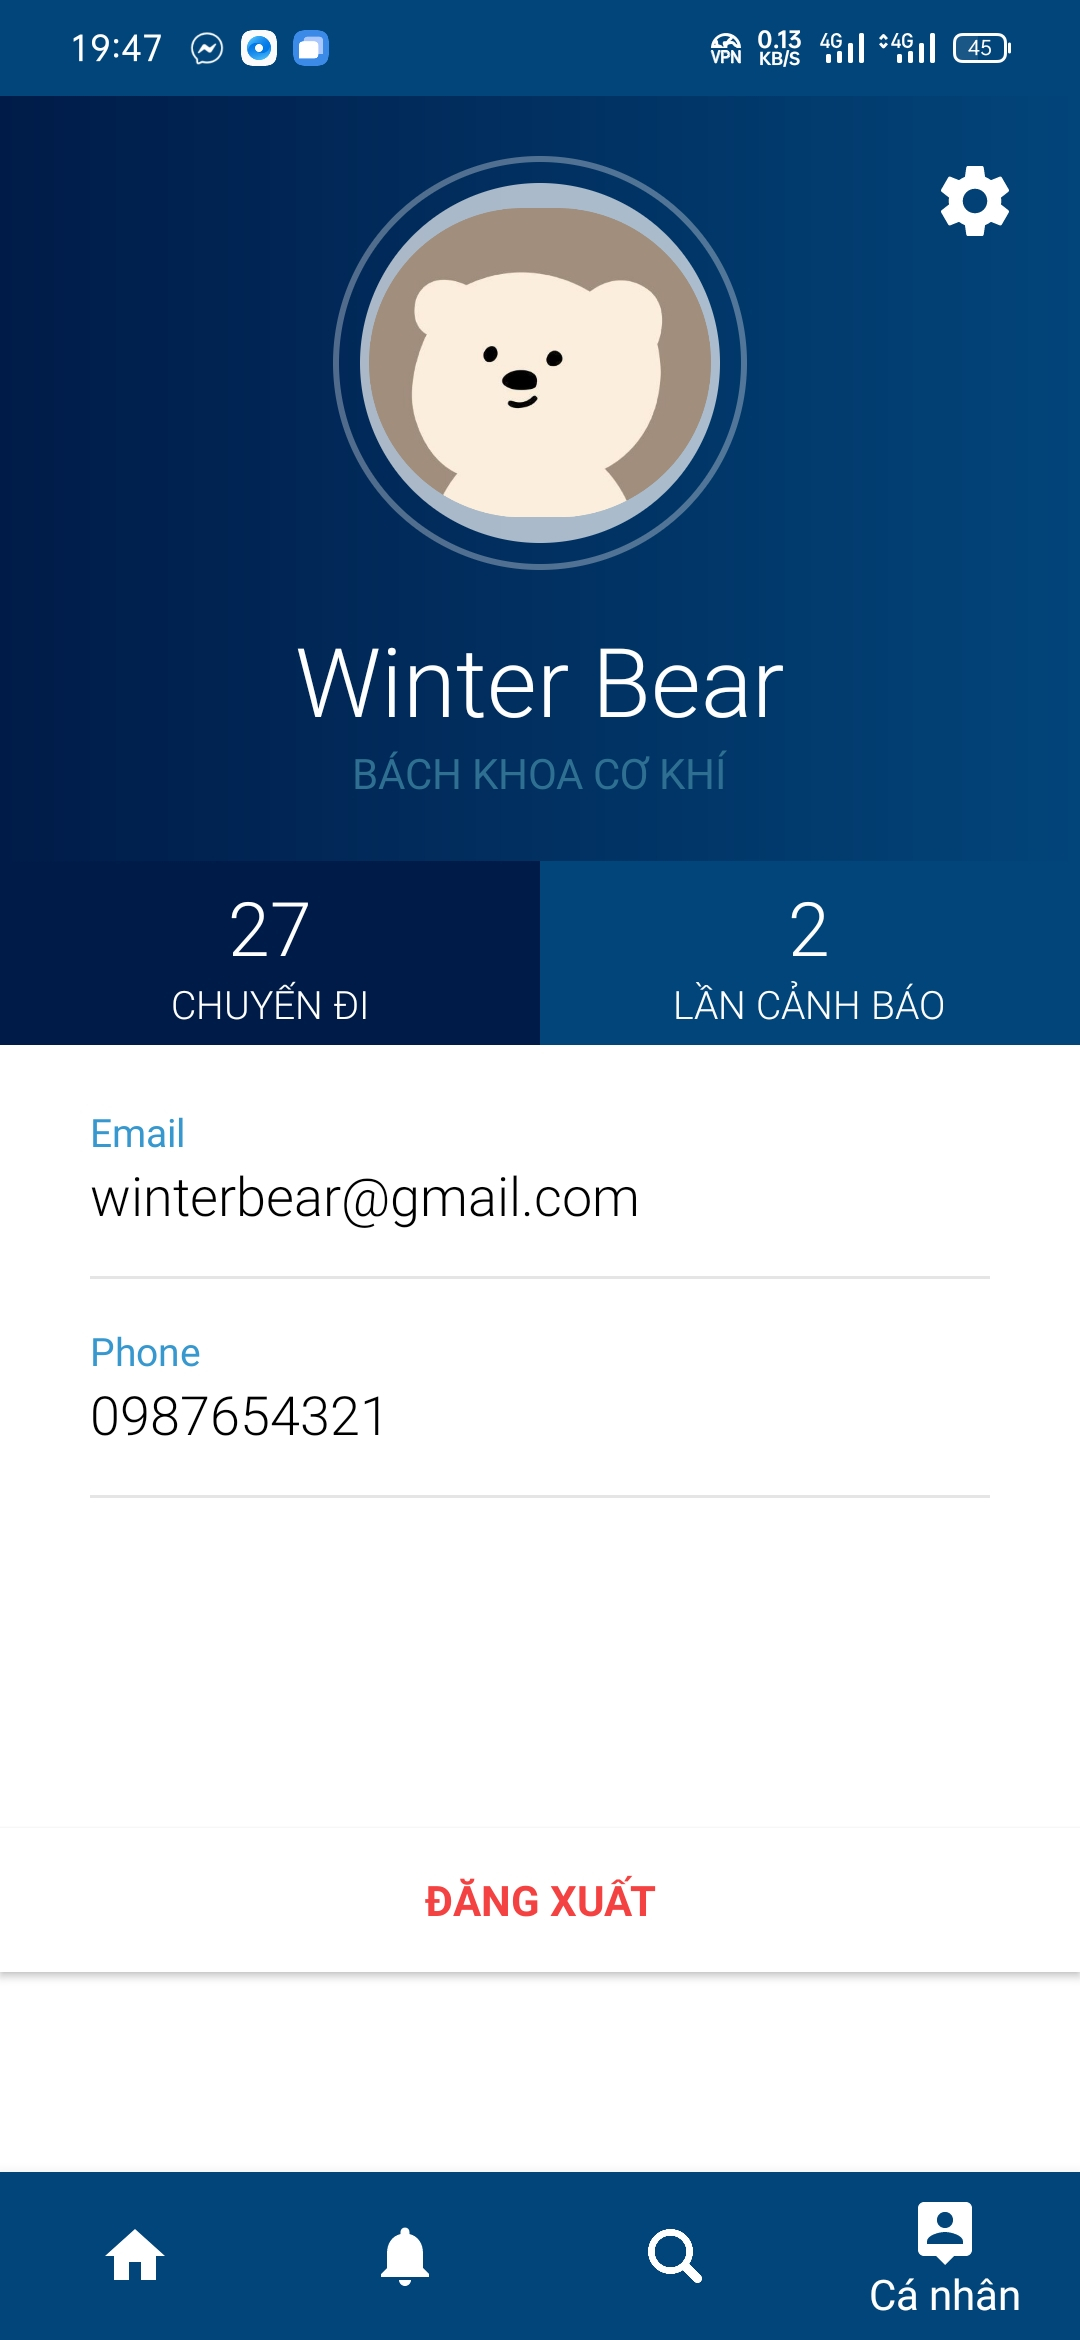 19:47
VPN 0.13 KB/S 4G 4G 45
Winter Bear
BÁCH KHOA CƠ KHÍ
27
CHUYẾN ĐI
2
LẦN CẢNH BÁO
Email
winterbear@gmail.com
Phone
0987654321
ĐĂNG XUẤT
Cá nhân